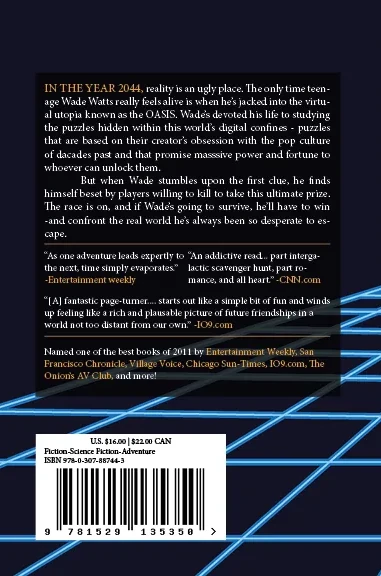 IN THE YEAR 2044, reality is an ugly place. The only time teen-
age Wade Watts really feels alive is when he's jacked into the virtu-
al utopia known as the OASIS. Wade's devoted his life to studying
the puzzles hidden within this world's digital confines - puzzles
that are based on their creator's obsession with the pop culture
of dacades past and that promise masssive power and fortune to
whoever can unlock them.
But when Wade stumbles upon the first clue, he finds
himself beset by players willing to kill to take this ultimate prize.
The race is on, and if Wade's going to survive, he'll have to win
-and confront the real world he's always been so desperate to es-
cape.
"As one adventure leads expertly to
the next, time simply evaporates."
-Entertainment weekly
"An addictive read... part interga-
lactic scavenger hunt, part ro-
mance, and all heart." -CNN.com
"[A] fantastic page-turner.... starts out like a simple bit of fun and winds
up feeling like a rich and plausible picture of future friendships in a
world not too distant from our own." -IO9.com
Named one of the best books of 2011 by Entertainment Weekly, San
Francisco Chronicle, Village Voice, Chicago Sun-Times, IO9.com, The
Onion's AV Club, and more!
U.S. $16.00 | $22.00 CAN
Fiction-Science Fiction-Adventure
ISBN 978-0-307-88744-3
9 781529 135350 >